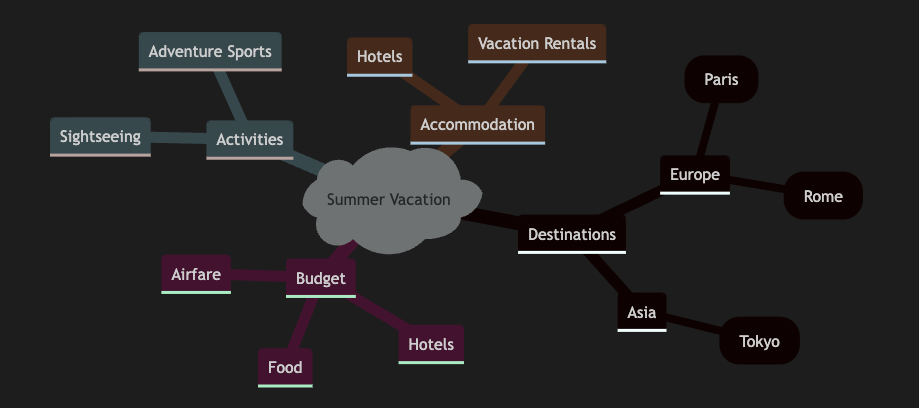 Vacation Rentals
Adventure Sports
Hotels
Paris
Accommodation
Sightseeing
Activities
Europe
Summer Vacation
Rome
Destinations
Airfare
Budget
Asia
Hotels
Tokyo
Food